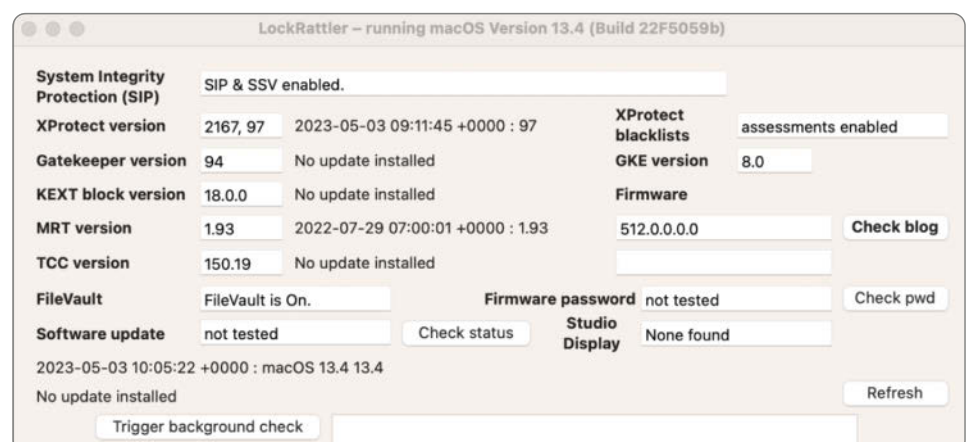 LockRattler – running macOS Version 13.4 (Build 22F5059b)
System Integrity
Protection (SIP)
SIP & SSV enabled.
XProtect version
2167, 97
2023-05-03 09:11:45 +0000 : 97
XProtect
blacklists
assessments enabled
Gatekeeper version
94
No update installed
GKE version
8.0
KEXT block version
18.0.0
No update installed
Firmware
MRT version
1.93
2022-07-29 07:00:01 +0000 : 1.93
512.0.0.0.0
Check blog
TCC version
150.19
No update installed
FileVault
FileVault is On.
Firmware password
not tested
Check pwd
Software update
not tested
Check status
Studio
Display
None found
2023-05-03 10:05:22 +0000 : macOS 13.4 13.4
No update installed
Refresh
Trigger background check